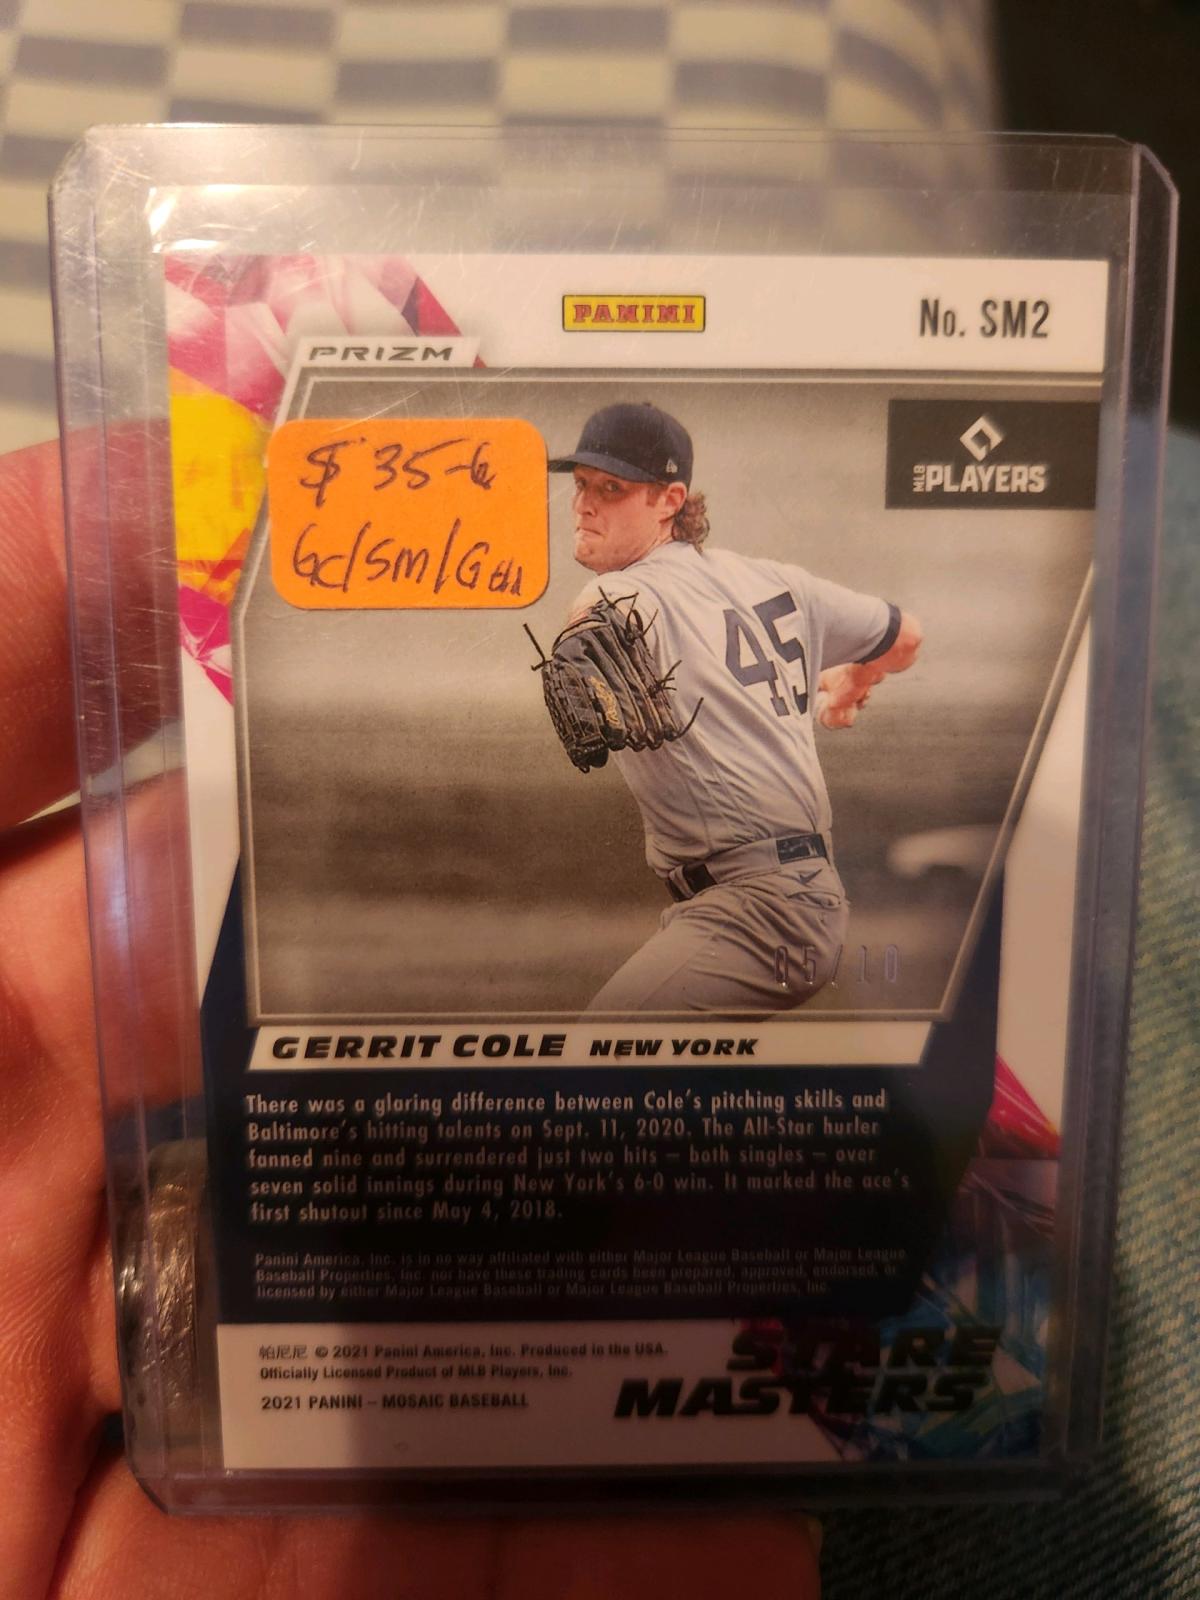 PANINI
No. SM2
PRIZM
MLB PLAYERS
$ 35
GC/SM/
45
05/10
GERRIT COLE NEW YORK
There was a glaring difference between Cole's pitching skills and
Baltimore's hitting talents on Sept. 11, 2020. The All-Star hurler
fanned nine and surrendered just two hits — both singles — over
seven solid innings during New York's 6-0 win. It marked the ace's
first shutout since May 4, 2018.
Panini America, Inc. is in no way affiliated with either Major League Baseball or Major League
Baseball Properties, Inc. nor have these trading cards been prepared, approved, endorsed, or
licensed by either Major League Baseball or Major League Baseball Properties, Inc.
帕尼尼 © 2021 Panini America, Inc. Produced in the USA.
Officially Licensed Product of MLB Players, Inc.
2021 PANINI – MOSAIC BASEBALL
STARE
MASTERS